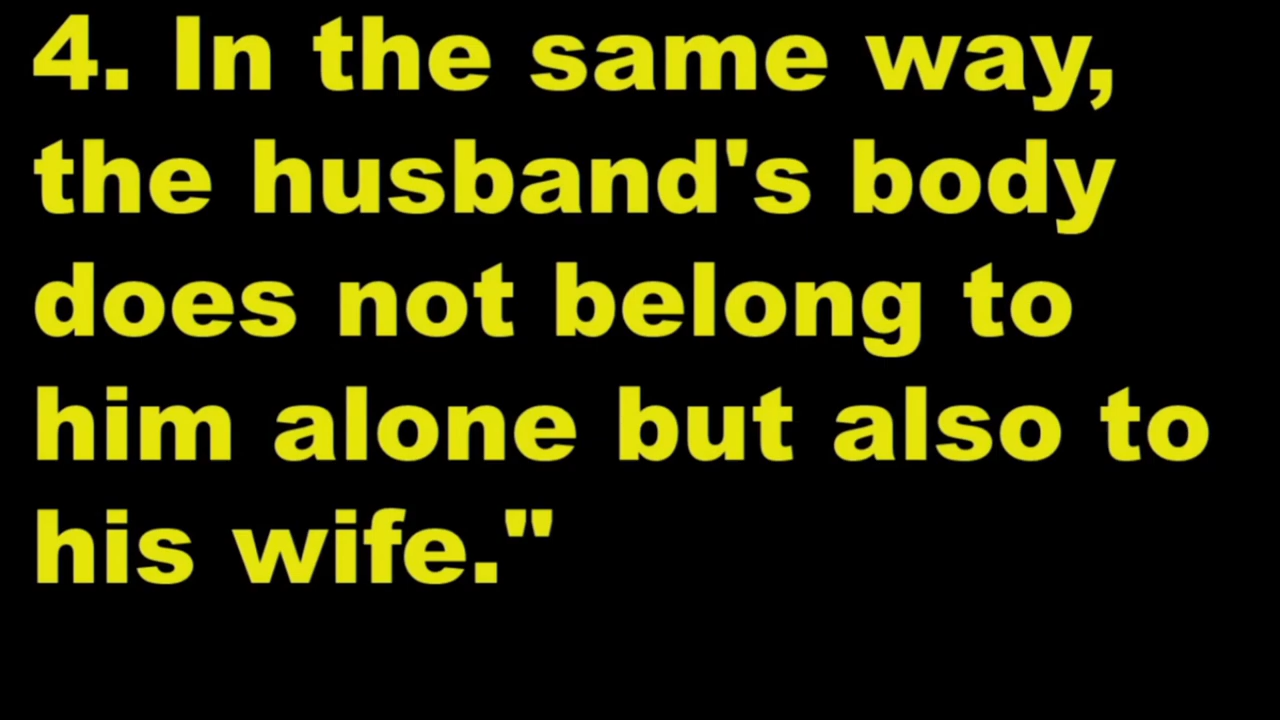 4. In the same way,
the husband's body
does not belong to
him alone but also to
his wife."